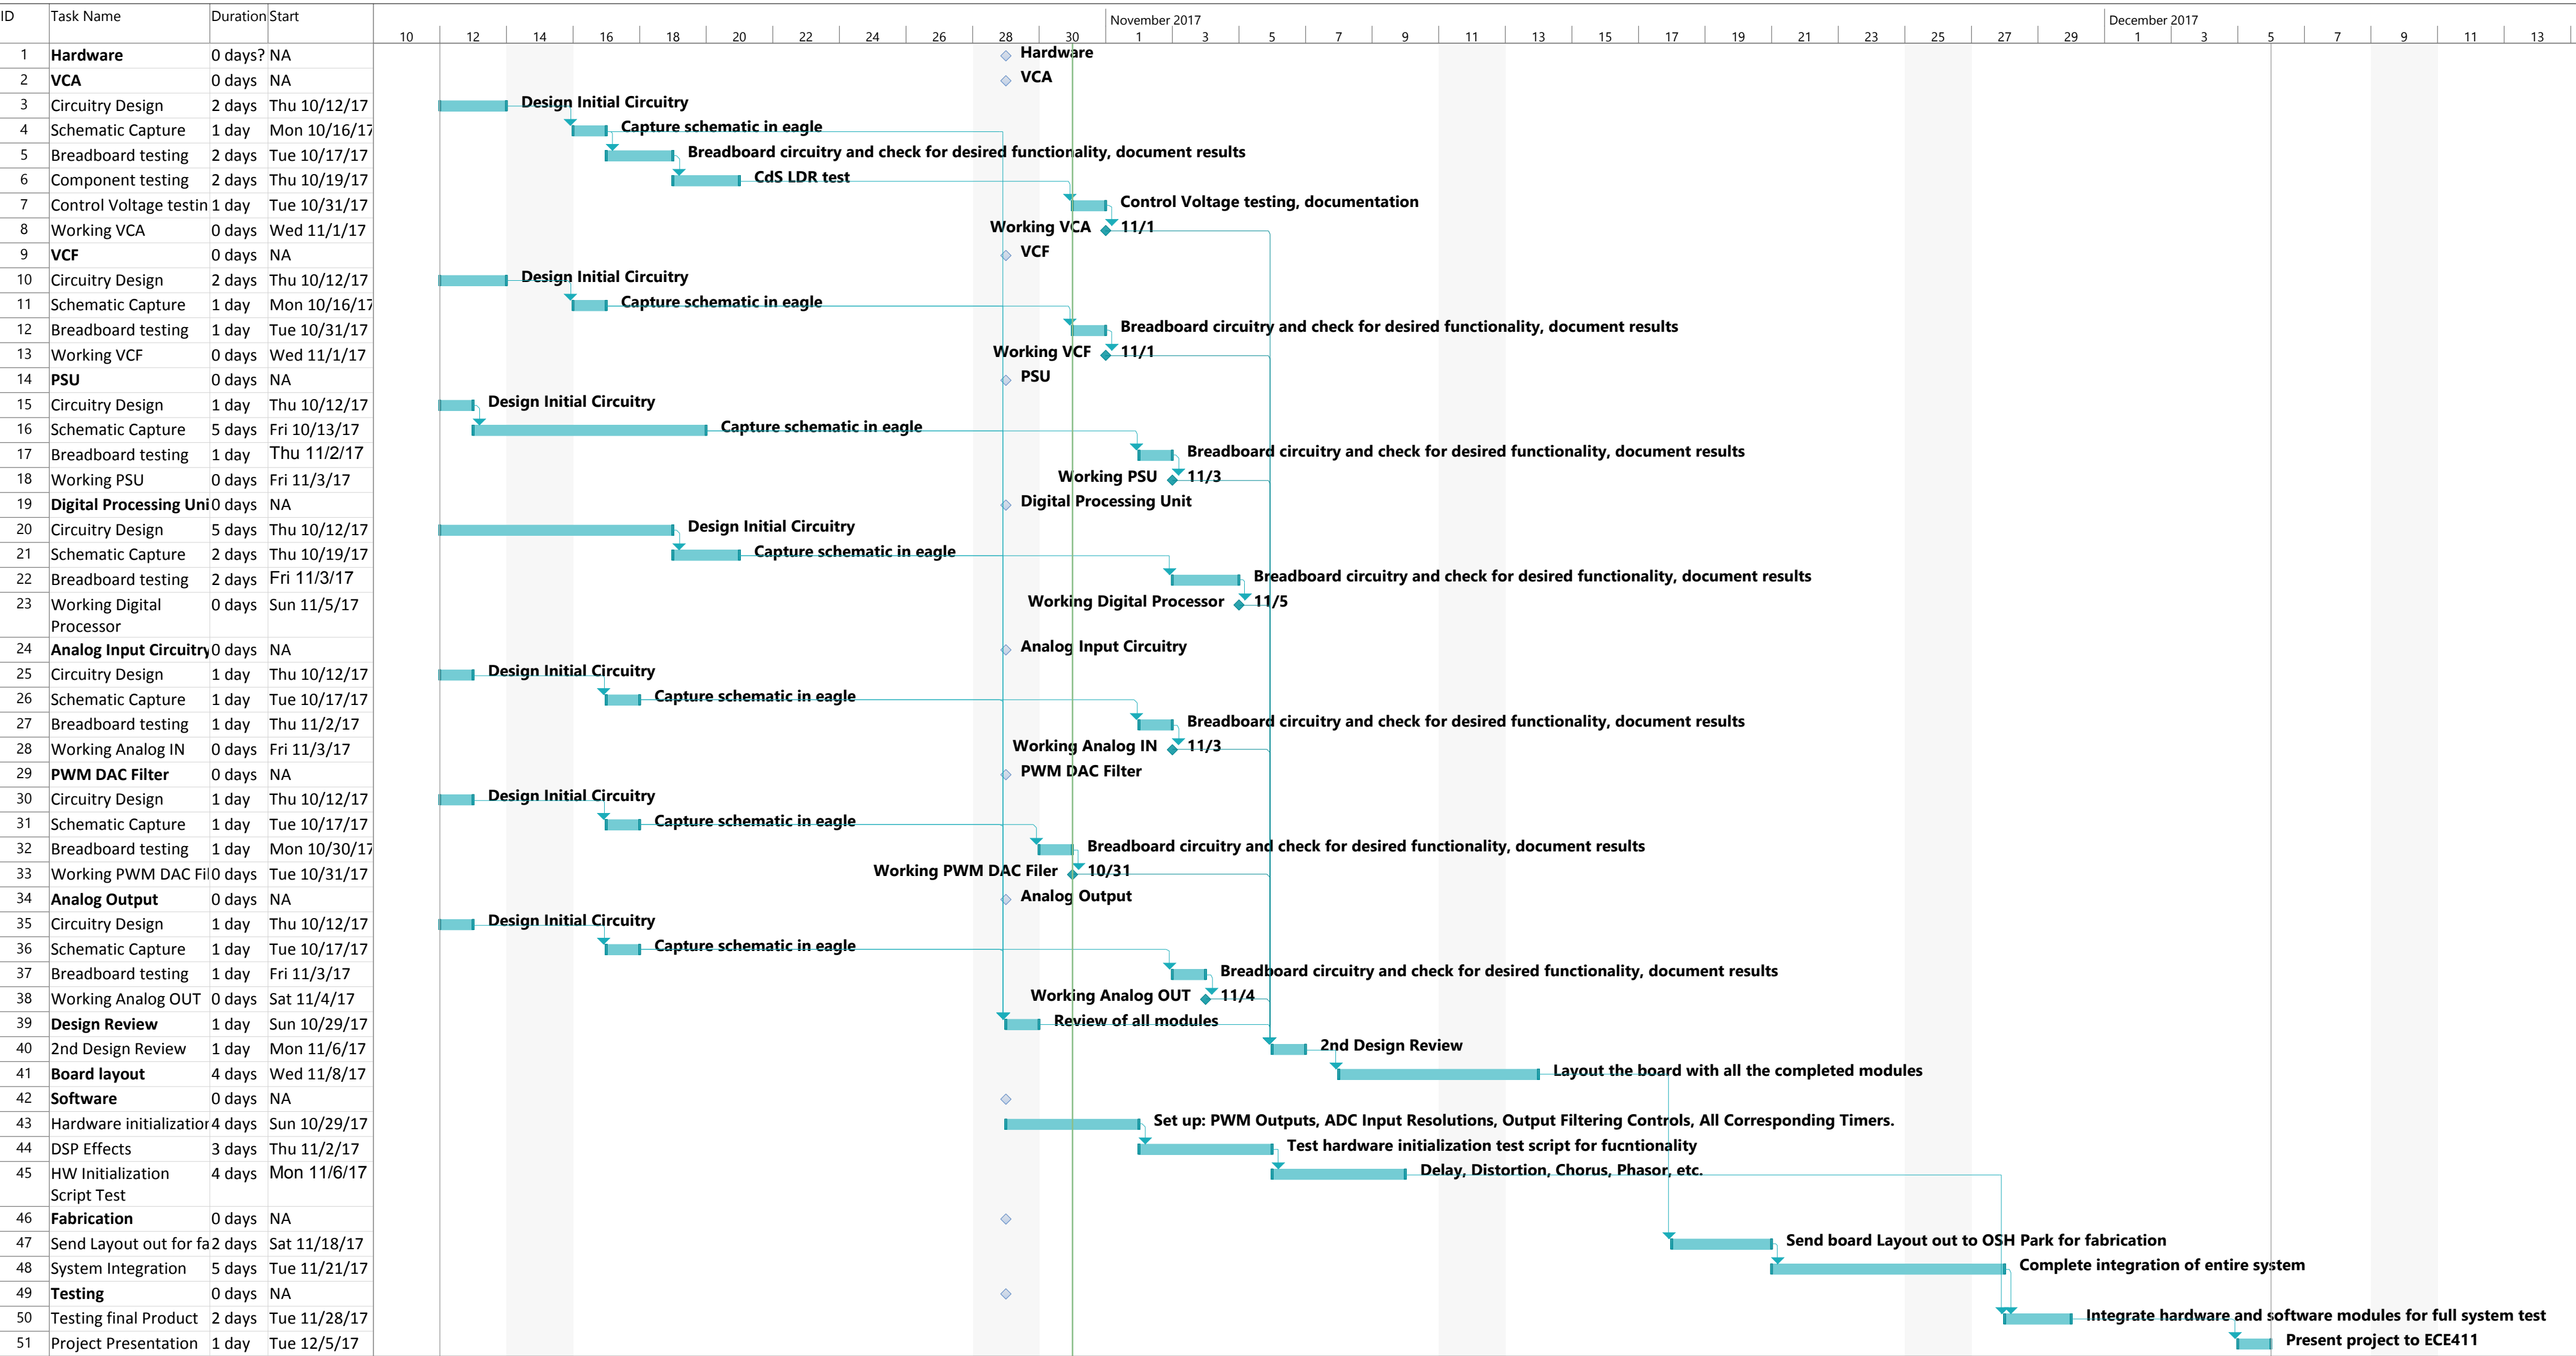 ID Task Name Duration Start
November 2017 December 2017
10 12 14 16 18 20 22 24 26 28 30 1 3 5 7 9 11 13 15 17 19 21 23 25 27 29 1 3 5 7 9 11 13
1 Hardware 0 days? NA Hardware
2 VCA 0 days NA VCA
3 Circuitry Design 2 days Thu 10/12/17 Design Initial Circuitry
4 Schematic Capture 1 day Mon 10/16/17 Capture schematic in eagle
5 Breadboard testing 2 days Tue 10/17/17 Breadboard circuitry and check for desired functionality, document results
6 Component testing 2 days Thu 10/19/17 CdS LDR test
7 Control Voltage testin 1 day Tue 10/31/17 Control Voltage testing, documentation
8 Working VCA 0 days Wed 11/1/17 Working VCA 11/1
9 VCF 0 days NA VCF
10 Circuitry Design 2 days Thu 10/12/17 Design Initial Circuitry
11 Schematic Capture 1 day Mon 10/16/17 Capture schematic in eagle
12 Breadboard testing 1 day Tue 10/31/17 Breadboard circuitry and check for desired functionality, document results
13 Working VCF 0 days Wed 11/1/17 Working VCF 11/1
14 PSU 0 days NA PSU
15 Circuitry Design 1 day Thu 10/12/17 Design Initial Circuitry
16 Schematic Capture 5 days Fri 10/13/17 Capture schematic in eagle
17 Breadboard testing 1 day Thu 11/2/17 Breadboard circuitry and check for desired functionality, document results
18 Working PSU 0 days Fri 11/3/17 Working PSU 11/3
19 Digital Processing Uni 0 days NA Digital Processing Unit
20 Circuitry Design 5 days Thu 10/12/17 Design Initial Circuitry
21 Schematic Capture 2 days Thu 10/19/17 Capture schematic in eagle
22 Breadboard testing 2 days Fri 11/3/17 Breadboard circuitry and check for desired functionality, document results
23 Working Digital 0 days Sun 11/5/17 Working Digital Processor 11/5
Processor
24 Analog Input Circuitry 0 days NA Analog Input Circuitry
25 Circuitry Design 1 day Thu 10/12/17 Design Initial Circuitry
26 Schematic Capture 1 day Tue 10/17/17 Capture schematic in eagle
27 Breadboard testing 1 day Thu 11/2/17 Breadboard circuitry and check for desired functionality, document results
28 Working Analog IN 0 days Fri 11/3/17 Working Analog IN 11/3
29 PWM DAC Filter 0 days NA PWM DAC Filter
30 Circuitry Design 1 day Thu 10/12/17 Design Initial Circuitry
31 Schematic Capture 1 day Tue 10/17/17 Capture schematic in eagle
32 Breadboard testing 1 day Mon 10/30/17 Breadboard circuitry and check for desired functionality, document results
33 Working PWM DAC Fil 0 days Tue 10/31/17 Working PWM DAC Filer 10/31
34 Analog Output 0 days NA Analog Output
35 Circuitry Design 1 day Thu 10/12/17 Design Initial Circuitry
36 Schematic Capture 1 day Tue 10/17/17 Capture schematic in eagle
37 Breadboard testing 1 day Fri 11/3/17 Breadboard circuitry and check for desired functionality, document results
38 Working Analog OUT 0 days Sat 11/4/17 Working Analog OUT 11/4
39 Design Review 1 day Sun 10/29/17 Review of all modules
40 2nd Design Review 1 day Mon 11/6/17 2nd Design Review
41 Board layout 4 days Wed 11/8/17 Layout the board with all the completed modules
42 Software 0 days NA
43 Hardware initialization 4 days Sun 10/29/17 Set up: PWM Outputs, ADC Input Resolutions, Output Filtering Controls, All Corresponding Timers.
44 DSP Effects 3 days Thu 11/2/17 Test hardware initialization test script for fucntionality
45 HW Initialization 4 days Mon 11/6/17 Delay, Distortion, Chorus, Phasor, etc.
Script Test
46 Fabrication 0 days NA
47 Send Layout out for fa 2 days Sat 11/18/17 Send board Layout out to OSH Park for fabrication
48 System Integration 5 days Tue 11/21/17 Complete integration of entire system
49 Testing 0 days NA
50 Testing final Product 2 days Tue 11/28/17 Integrate hardware and software modules for full system test
51 Project Presentation 1 day Tue 12/5/17 Present project to ECE411